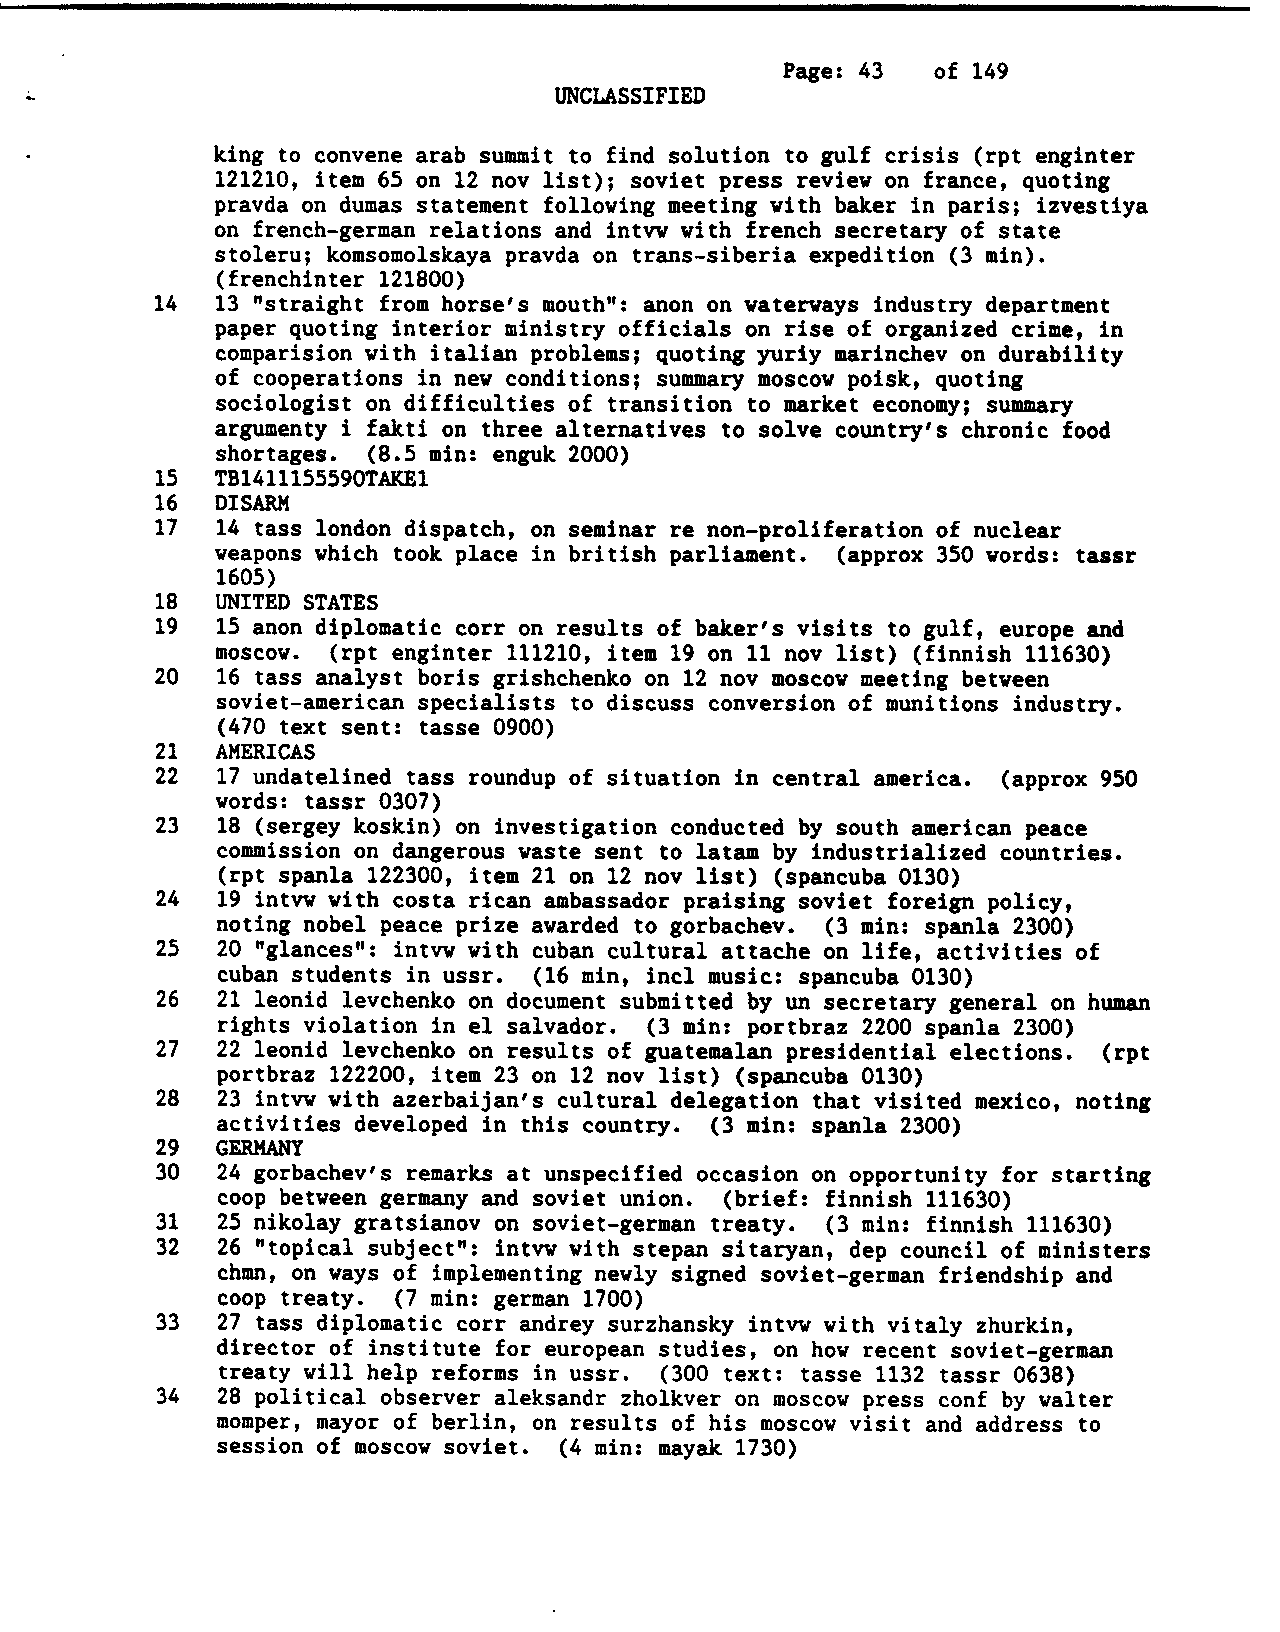 Page: 43 of 149
UNCLASSIFIED
king to convene arab summit to find solution to gulf crisis (rpt enginter
121210, item 65 on 12 nov list); soviet press review on france, quoting
pravda on dumas statement following meeting with baker in paris; izvestiya
on french-german relations and intvw with french secretary of state
stoleru; komsomolskaya pravda on trans-siberia expedition (3 min).
(frenchinter 121800)
14 13 "straight from horse's mouth": anon on waterways industry department
paper quoting interior ministry officials on rise of organized crime, in
comparision with italian problems; quoting yuriy marinchev on durability
of cooperations in new conditions; summary moscow poisk, quoting
sociologist on difficulties of transition to market economy; summary
argumenty i fakti on three alternatives to solve country's chronic food
shortages. (8.5 min: enguk 2000)
15 TB1411155590TAKE1
16 DISARM
17 14 tass london dispatch, on seminar re non-proliferation of nuclear
weapons which took place in british parliament. (approx 350 words: tassr
1605)
18 UNITED STATES
19 15 anon diplomatic corr on results of baker's visits to gulf, europe and
moscow. (rpt enginter 111210, item 19 on 11 nov list) (finnish 111630)
20 16 tass analyst boris grishchenko on 12 nov moscow meeting between
soviet-american specialists to discuss conversion of munitions industry.
(470 text sent: tasse 0900)
21 AMERICAS
22 17 undatelined tass roundup of situation in central america. (approx 950
words: tassr 0307)
23 18 (sergey koskin) on investigation conducted by south american peace
commission on dangerous waste sent to latam by industrialized countries.
(rpt spanla 122300, item 21 on 12 nov list) (spancuba 0130)
24 19 intvw with costa rican ambassador praising soviet foreign policy,
noting nobel peace prize awarded to gorbachev. (3 min: spanla 2300)
25 20 "glances": intvw with cuban cultural attache on life, activities of
cuban students in ussr. (16 min, incl music: spancuba 0130)
26 21 leonid levchenko on document submitted by un secretary general on human
rights violation in el salvador. (3 min: portbraz 2200 spanla 2300)
27 22 leonid levchenko on results of guatemalan presidential elections. (rpt
portbraz 122200, item 23 on 12 nov list) (spancuba 0130)
28 23 intvw with azerbaijan's cultural delegation that visited mexico, noting
activities developed in this country. (3 min: spanla 2300)
29 GERMANY
30 24 gorbachev's remarks at unspecified occasion on opportunity for starting
coop between germany and soviet union. (brief: finnish 111630)
31 25 nikolay gratsianov on soviet-german treaty. (3 min: finnish 111630)
32 26 "topical subject": intvw with stepan sitaryan, dep council of ministers
chmn, on ways of implementing newly signed soviet-german friendship and
coop treaty. (7 min: german 1700)
33 27 tass diplomatic corr andrey surzhansky intvw with vitaly zhurkin,
director of institute for european studies, on how recent soviet-german
treaty will help reforms in ussr. (300 text: tasse 1132 tassr 0638)
34 28 political observer aleksandr zholkver on moscow press conf by walter
momper, mayor of berlin, on results of his moscow visit and address to
session of moscow soviet. (4 min: mayak 1730)